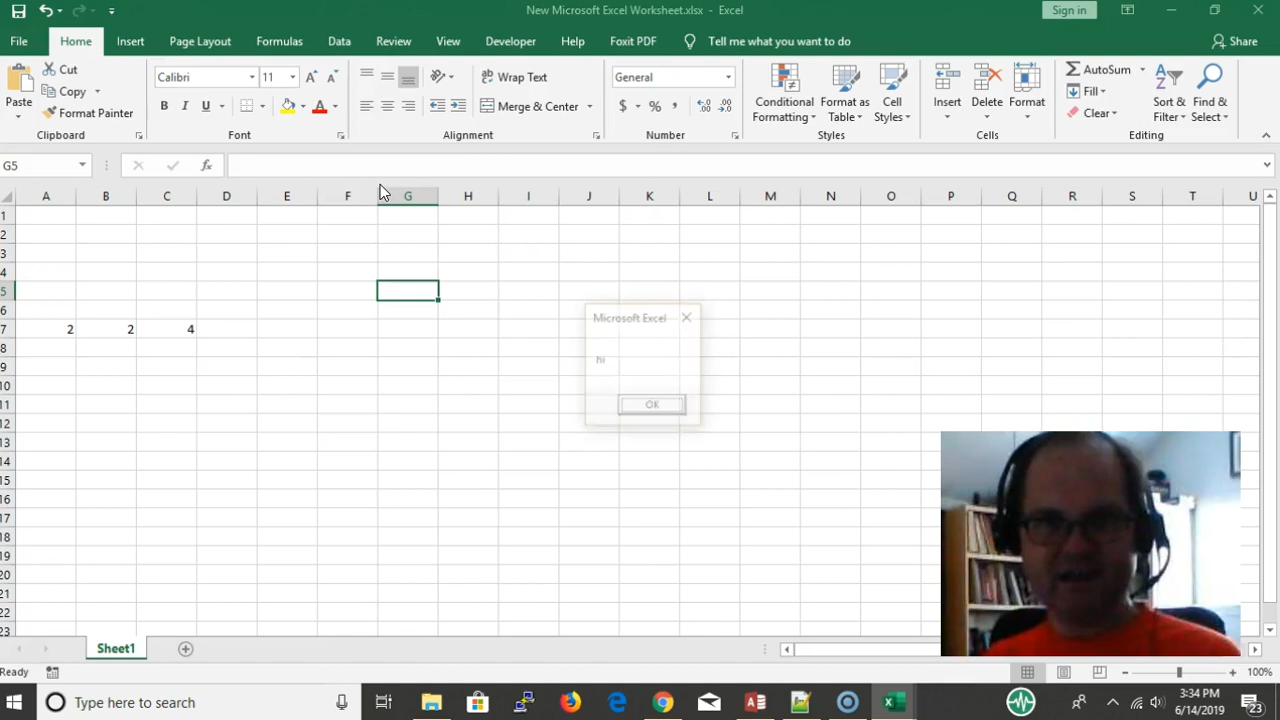 New Microsoft Excel Worksheet.xlsx - Excel
Sign in
File Home Insert Page Layout Formulas Data Review View Developer Help Foxit PDF Tell me what you want to do Share
Paste
Cut
Copy
Format Painter
Clipboard
Calibri 11
B I U A
Font
Wrap Text
Merge & Center
Alignment
General
$ % ,
Number
Conditional Formatting
Format as Table
Cell Styles
Styles
Insert
Delete
Format
Cells
AutoSum
Fill
Clear
Sort & Filter
Find & Select
Editing
G5 fx
A B C D E F G H I J K L M N O P Q R S T U
1
2
3
4
5
6
7 2 2 4
8
9
10
11
12
13
14
15
16
17
18
19
20
21
22
23
Microsoft Excel
hi
OK
Sheet1
Ready
100%
Type here to search
3:34 PM
6/14/2019
23